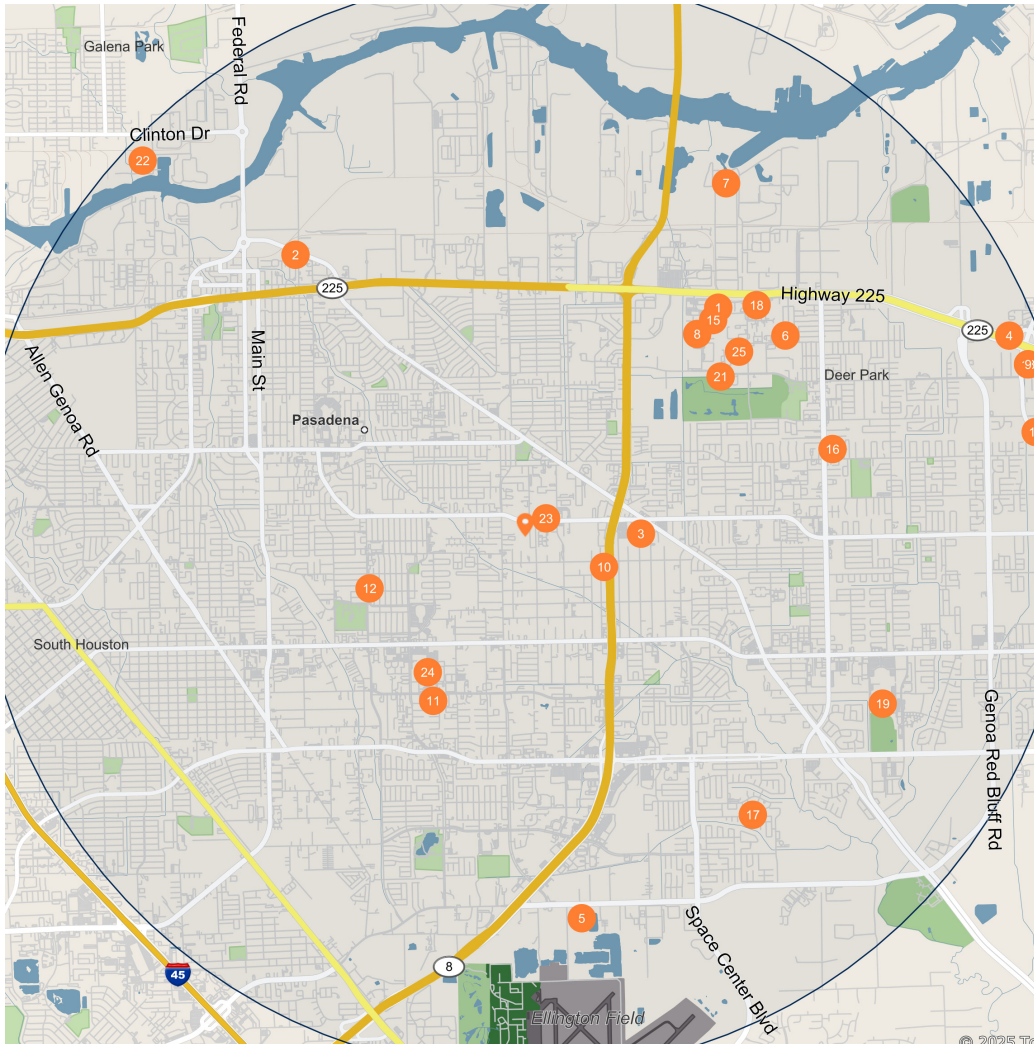 Galena Park
Federal Rd
Clinton Dr
22
7
2
225
Highway 225
1
18
15
8
6
225
4
25
21
Deer Park
Allen Genoa Rd
Main St
Pasadena
16
23
3
10
12
South Houston
24
11
19
Genoa Red Bluff Rd
17
5
Space Center Blvd
8
45
Ellington Field
© 2025